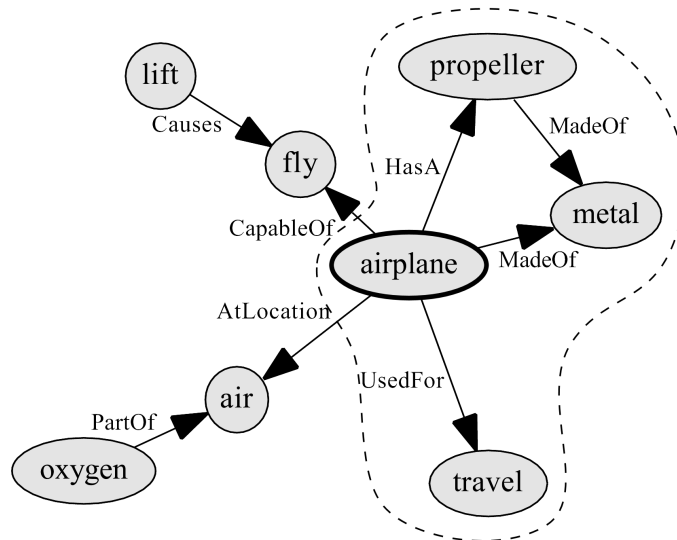 propeller
lift
Causes
MadeOf
fly
HasA
metal
CapableOf
airplane
MadeOf
AtLocation
UsedFor
air
PartOf
oxygen
travel